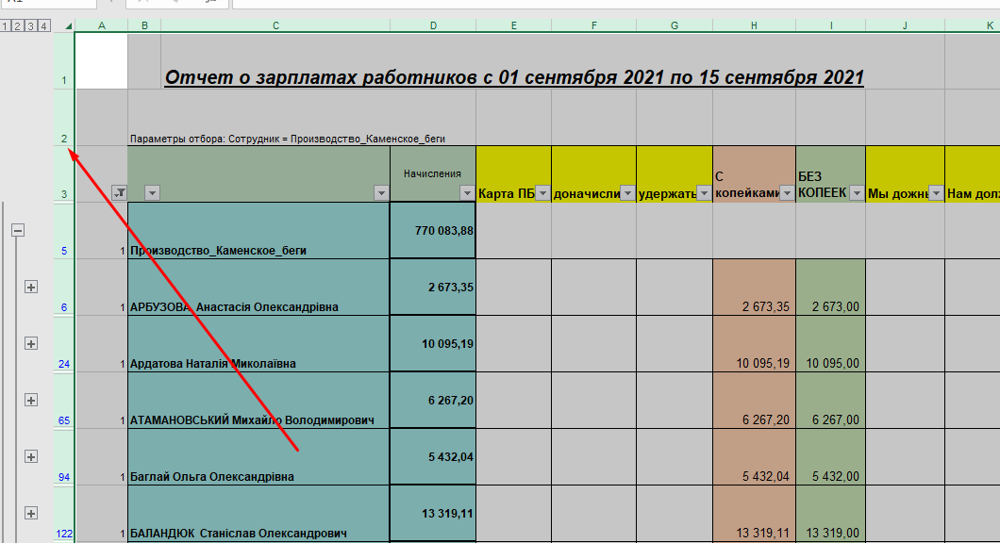 1 2 3 4 A B C D E F G H I J K
1 Отчет о зарплатах работников с 01 сентября 2021 по 15 сентября 2021
2 Параметры отбора: Сотрудник = Производство_Каменское_беги
3 Начисления Карта ПБ доначисли удержать С копейками БЕЗ КОПЕЕК Мы дожнь Нам дол
5 1 Производство_Каменское_беги 770 083,88
6 1 АРБУЗОВА Анастасія Олександрівна 2 673,35 2 673,35 2 673,00
24 1 Ардатова Наталія Миколаївна 10 095,19 10 095,19 10 095,00
65 1 АТАМАНОВСЬКИЙ Михайло Володимирович 6 267,20 6 267,20 6 267,00
94 1 Баглай Ольга Олександрівна 5 432,04 5 432,04 5 432,00
122 1 БАЛАНДЮК Станіслав Олександрович 13 319,11 13 319,11 13 319,00